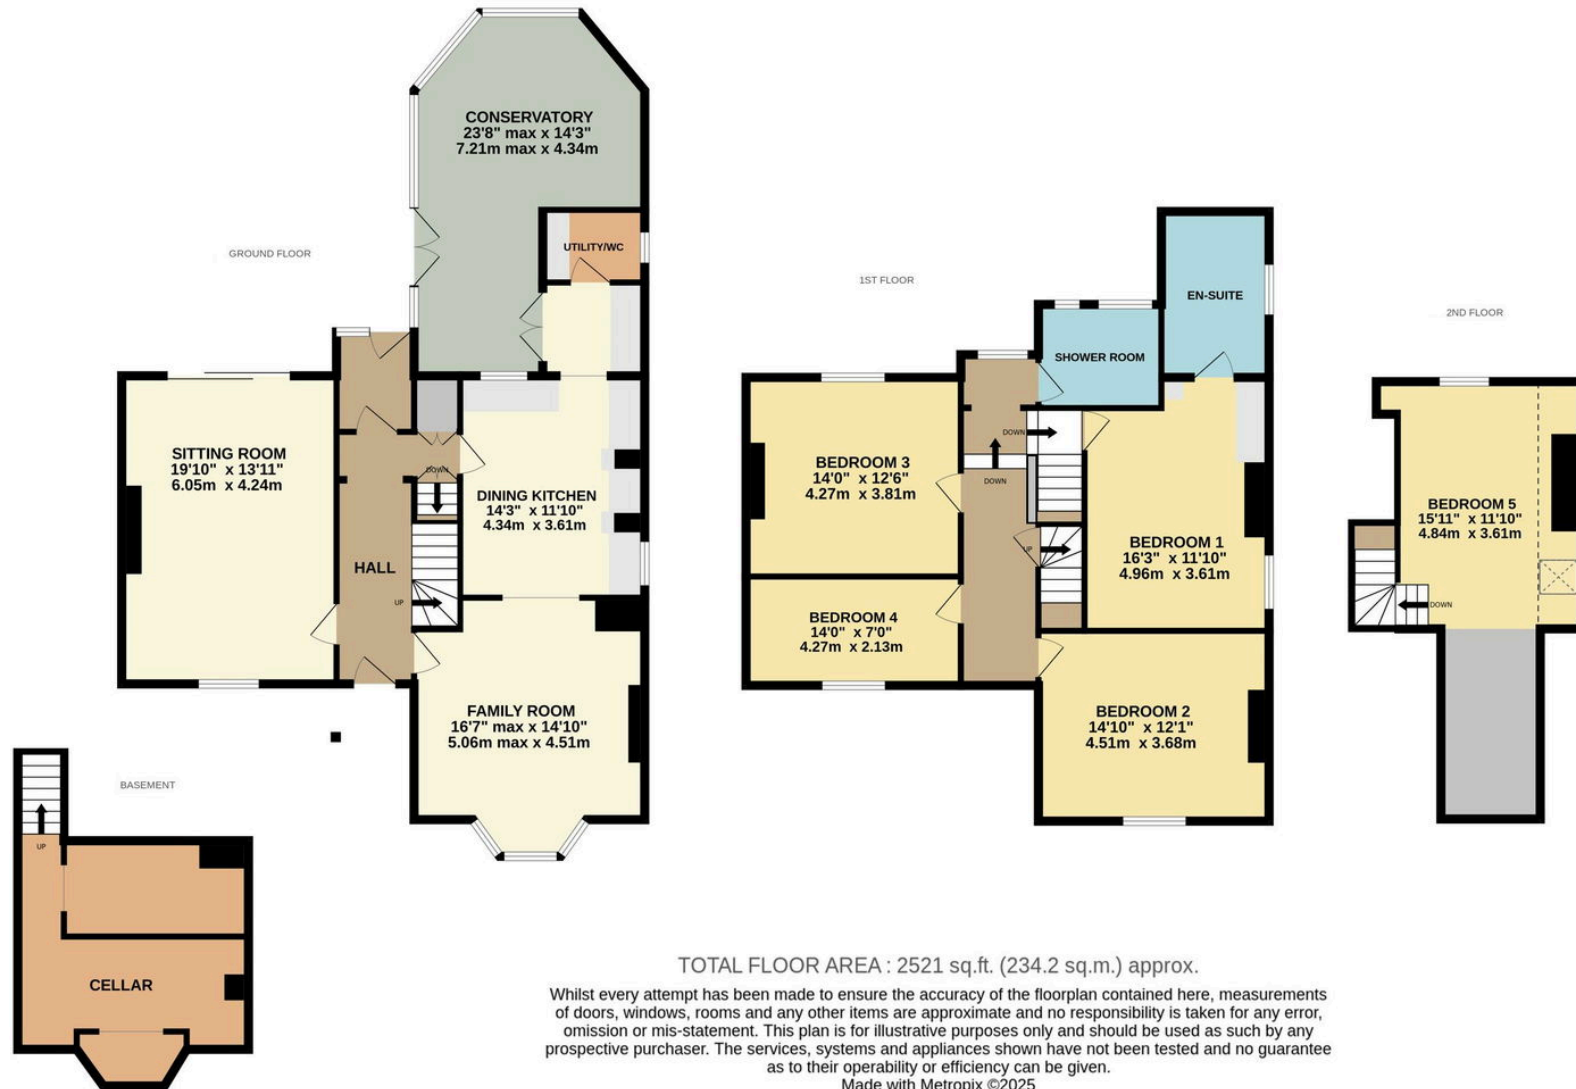 GROUND FLOOR
CONSERVATORY
23'8" max x 14'3"
7.21m max x 4.34m
UTILITY/WC
SITTING ROOM
19'10" x 13'11"
6.05m x 4.24m
DOWN
DINING KITCHEN
14'3" x 11'10"
4.34m x 3.61m
HALL
UP
FAMILY ROOM
16'7" max x 14'10"
5.06m max x 4.51m
BASEMENT
UP
CELLAR
1ST FLOOR
EN-SUITE
SHOWER ROOM
DOWN
BEDROOM 3
14'0" x 12'6"
4.27m x 3.81m
DOWN
UP
BEDROOM 1
16'3" x 11'10"
4.96m x 3.61m
BEDROOM 4
14'0" x 7'0"
4.27m x 2.13m
BEDROOM 2
14'10" x 12'1"
4.51m x 3.68m
2ND FLOOR
BEDROOM 5
15'11" x 11'10"
4.84m x 3.61m
DOWN
TOTAL FLOOR AREA : 2521 sq.ft. (234.2 sq.m.) approx.
Whilst every attempt has been made to ensure the accuracy of the floorplan contained here, measurements
of doors, windows, rooms and any other items are approximate and no responsibility is taken for any error,
omission or mis-statement. This plan is for illustrative purposes only and should be used as such by any
prospective purchaser. The services, systems and appliances shown have not been tested and no guarantee
as to their operability or efficiency can be given.
Made with Metropix ©2025